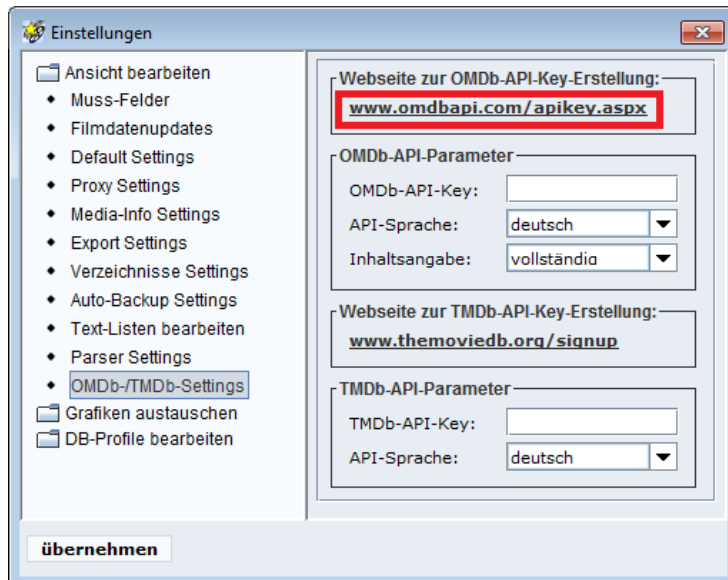 Einstellungen
Ansicht bearbeiten
Muss-Felder
Filmdatenupdates
Default Settings
Proxy Settings
Media-Info Settings
Export Settings
Verzeichnisse Settings
Auto-Backup Settings
Text-Listen bearbeiten
Parser Settings
OMDb-/TMDb-Settings
Grafiken austauschen
DB-Profile bearbeiten
Webseite zur OMDb-API-Key-Erstellung:
www.omdbapi.com/apikey.aspx
OMDb-API-Parameter
OMDb-API-Key:
API-Sprache: deutsch
Inhaltsangabe: vollständig
Webseite zur TMDb-API-Key-Erstellung:
www.themoviedb.org/signup
TMDb-API-Parameter
TMDb-API-Key:
API-Sprache: deutsch
übernehmen